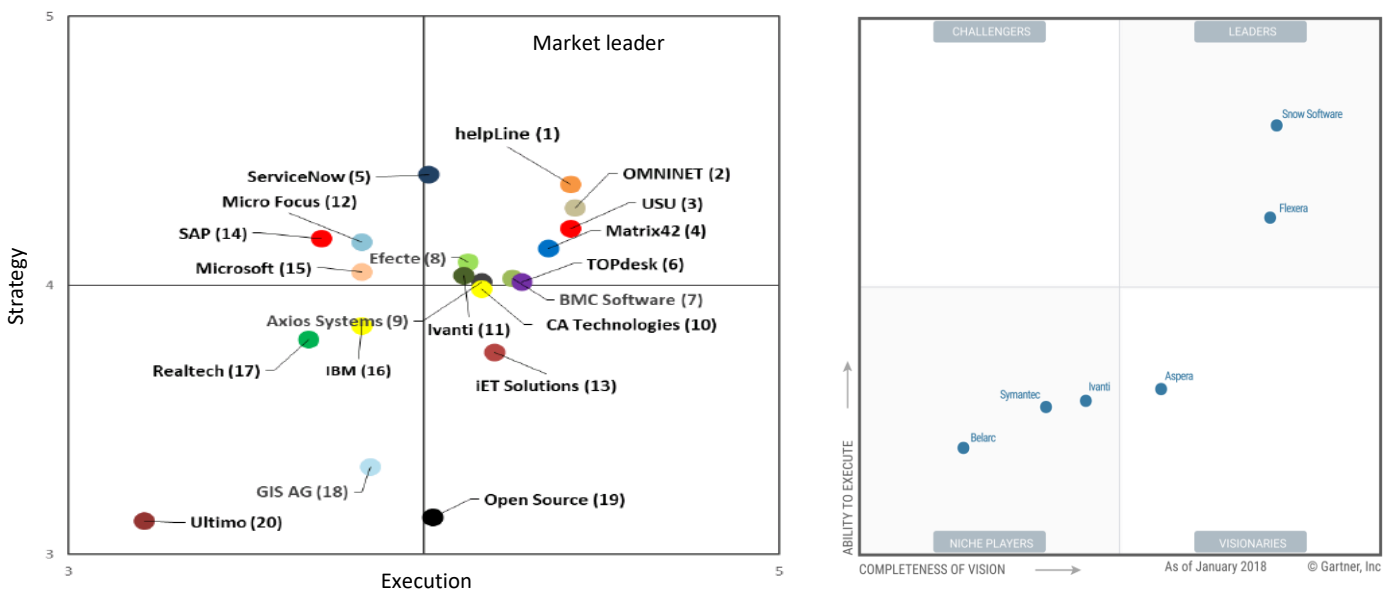 5
Market leader
helpLine (1)
ServiceNow (5)
OMNINET (2)
Micro Focus (12)
USU (3)
SAP (14)
Matrix42 (4)
Efecte (8)
Microsoft (15)
TOPdesk (6)
Strategy
4
BMC Software (7)
Axios Systems (9)
Ivanti (11)
CA Technologies (10)
Realtech (17)
IBM (16)
iET Solutions (13)
GIS AG (18)
Open Source (19)
Ultimo (20)
3
3
5
Execution
CHALLENGERS
LEADERS
Snow Software
Flexera
Aspera
Ivanti
Symantec
Belarc
ABILITY TO EXECUTE
NICHE PLAYERS
VISIONARIES
COMPLETENESS OF VISION
As of January 2018
© Gartner, Inc